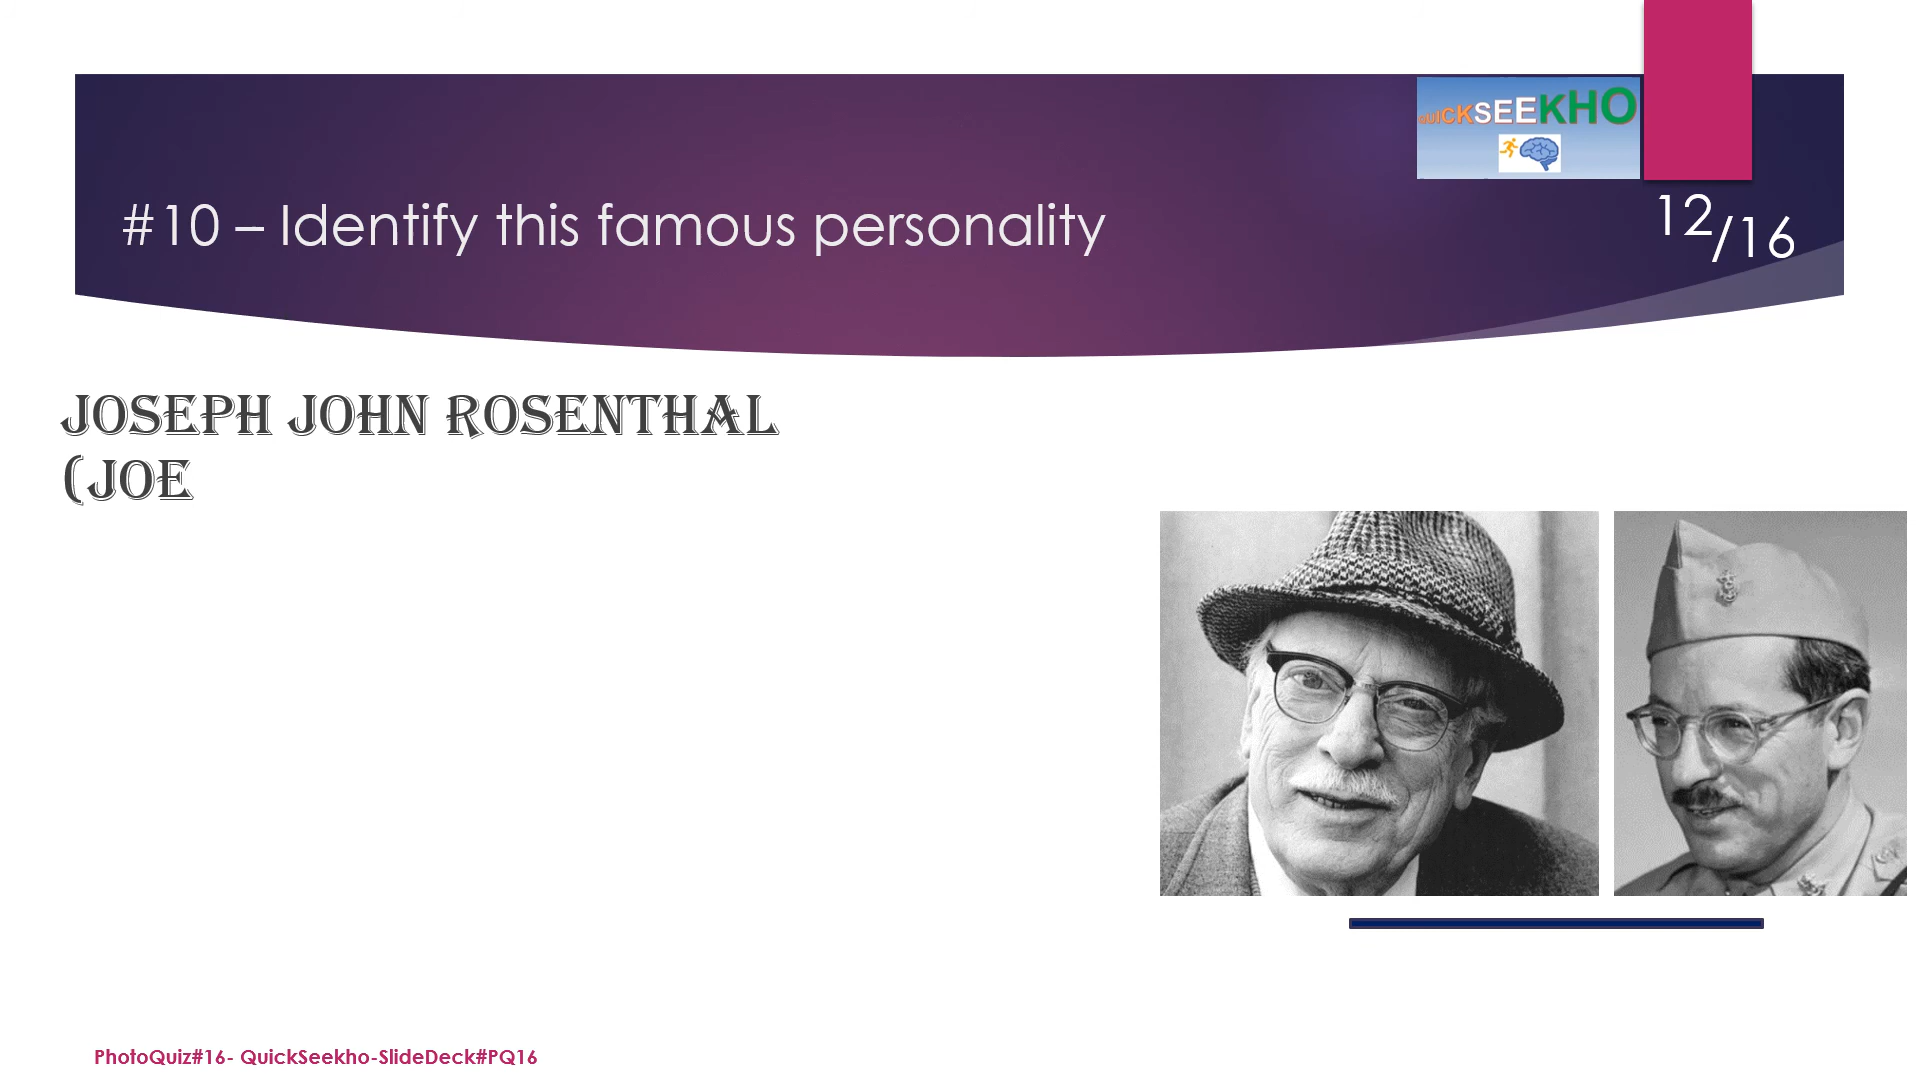 QUICKSEEKHO
#10 – Identify this famous personality
12/16
JOSEPH JOHN ROSENTHAL
(JOE
PhotoQuiz#16- QuickSeekho-SlideDeck#PQ16